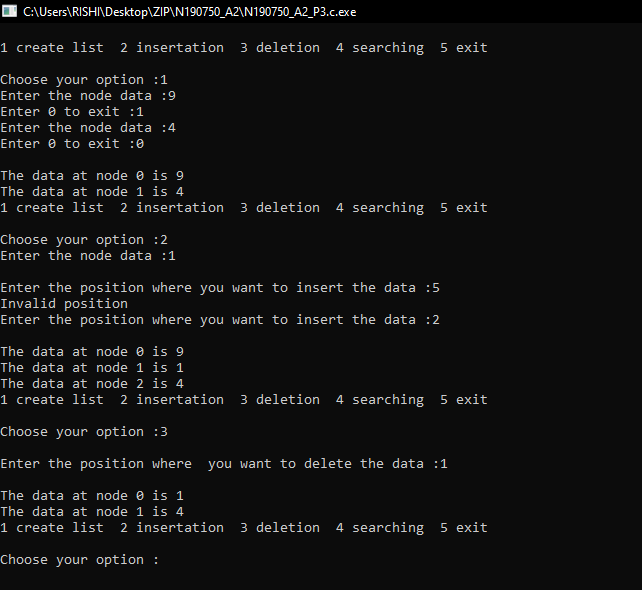 C:\Users\RISHI\Desktop\ZIP\N190750_A2\N190750_A2_P3.c.exe
1 create list  2 insertation  3 deletion  4 searching  5 exit
Choose your option :1
Enter the node data :9
Enter 0 to exit :1
Enter the node data :4
Enter 0 to exit :0
The data at node 0 is 9
The data at node 1 is 4
1 create list  2 insertation  3 deletion  4 searching  5 exit
Choose your option :2
Enter the node data :1
Enter the position where you want to insert the data :5
Invalid position
Enter the position where you want to insert the data :2
The data at node 0 is 9
The data at node 1 is 1
The data at node 2 is 4
1 create list  2 insertation  3 deletion  4 searching  5 exit
Choose your option :3
Enter the position where  you want to delete the data :1
The data at node 0 is 1
The data at node 1 is 4
1 create list  2 insertation  3 deletion  4 searching  5 exit
Choose your option :